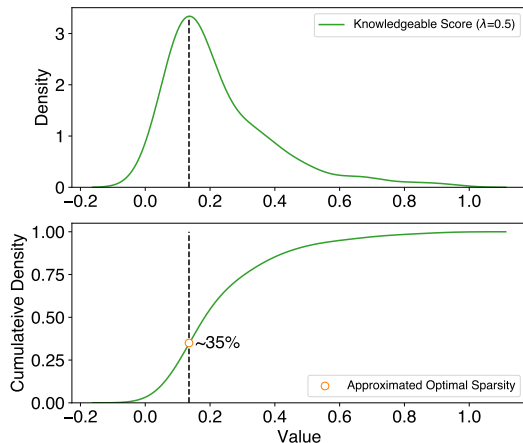 Knowledgeable Score (λ=0.5)
3
2
1
0
Density
−0.2 0.0 0.2 0.4 0.6 0.8 1.0
1.00
0.75
0.50
0.25
0.00
Cumulateive Density
~35%
Approximated Optimal Sparsity
−0.2 0.0 0.2 0.4 0.6 0.8 1.0
Value